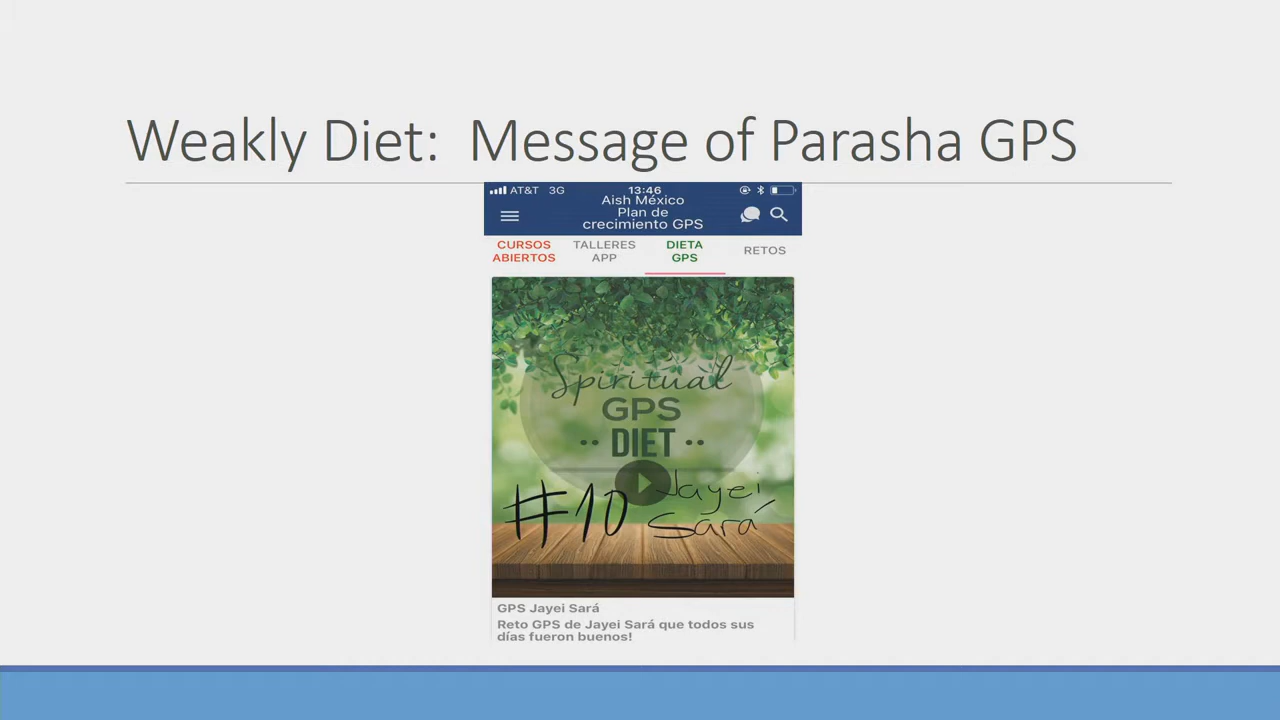 Weakly Diet: Message of Parasha GPS
AT&T 3G 13:46
Aish México
Plan de
crecimiento GPS
CURSOS ABIERTOS
TALLERES APP
DIETA GPS
RETOS
Spiritual
GPS
DIET
#10 Jayei
Sará
GPS Jayei Sará
Reto GPS de Jayei Sará que todos sus
días fueron buenos!